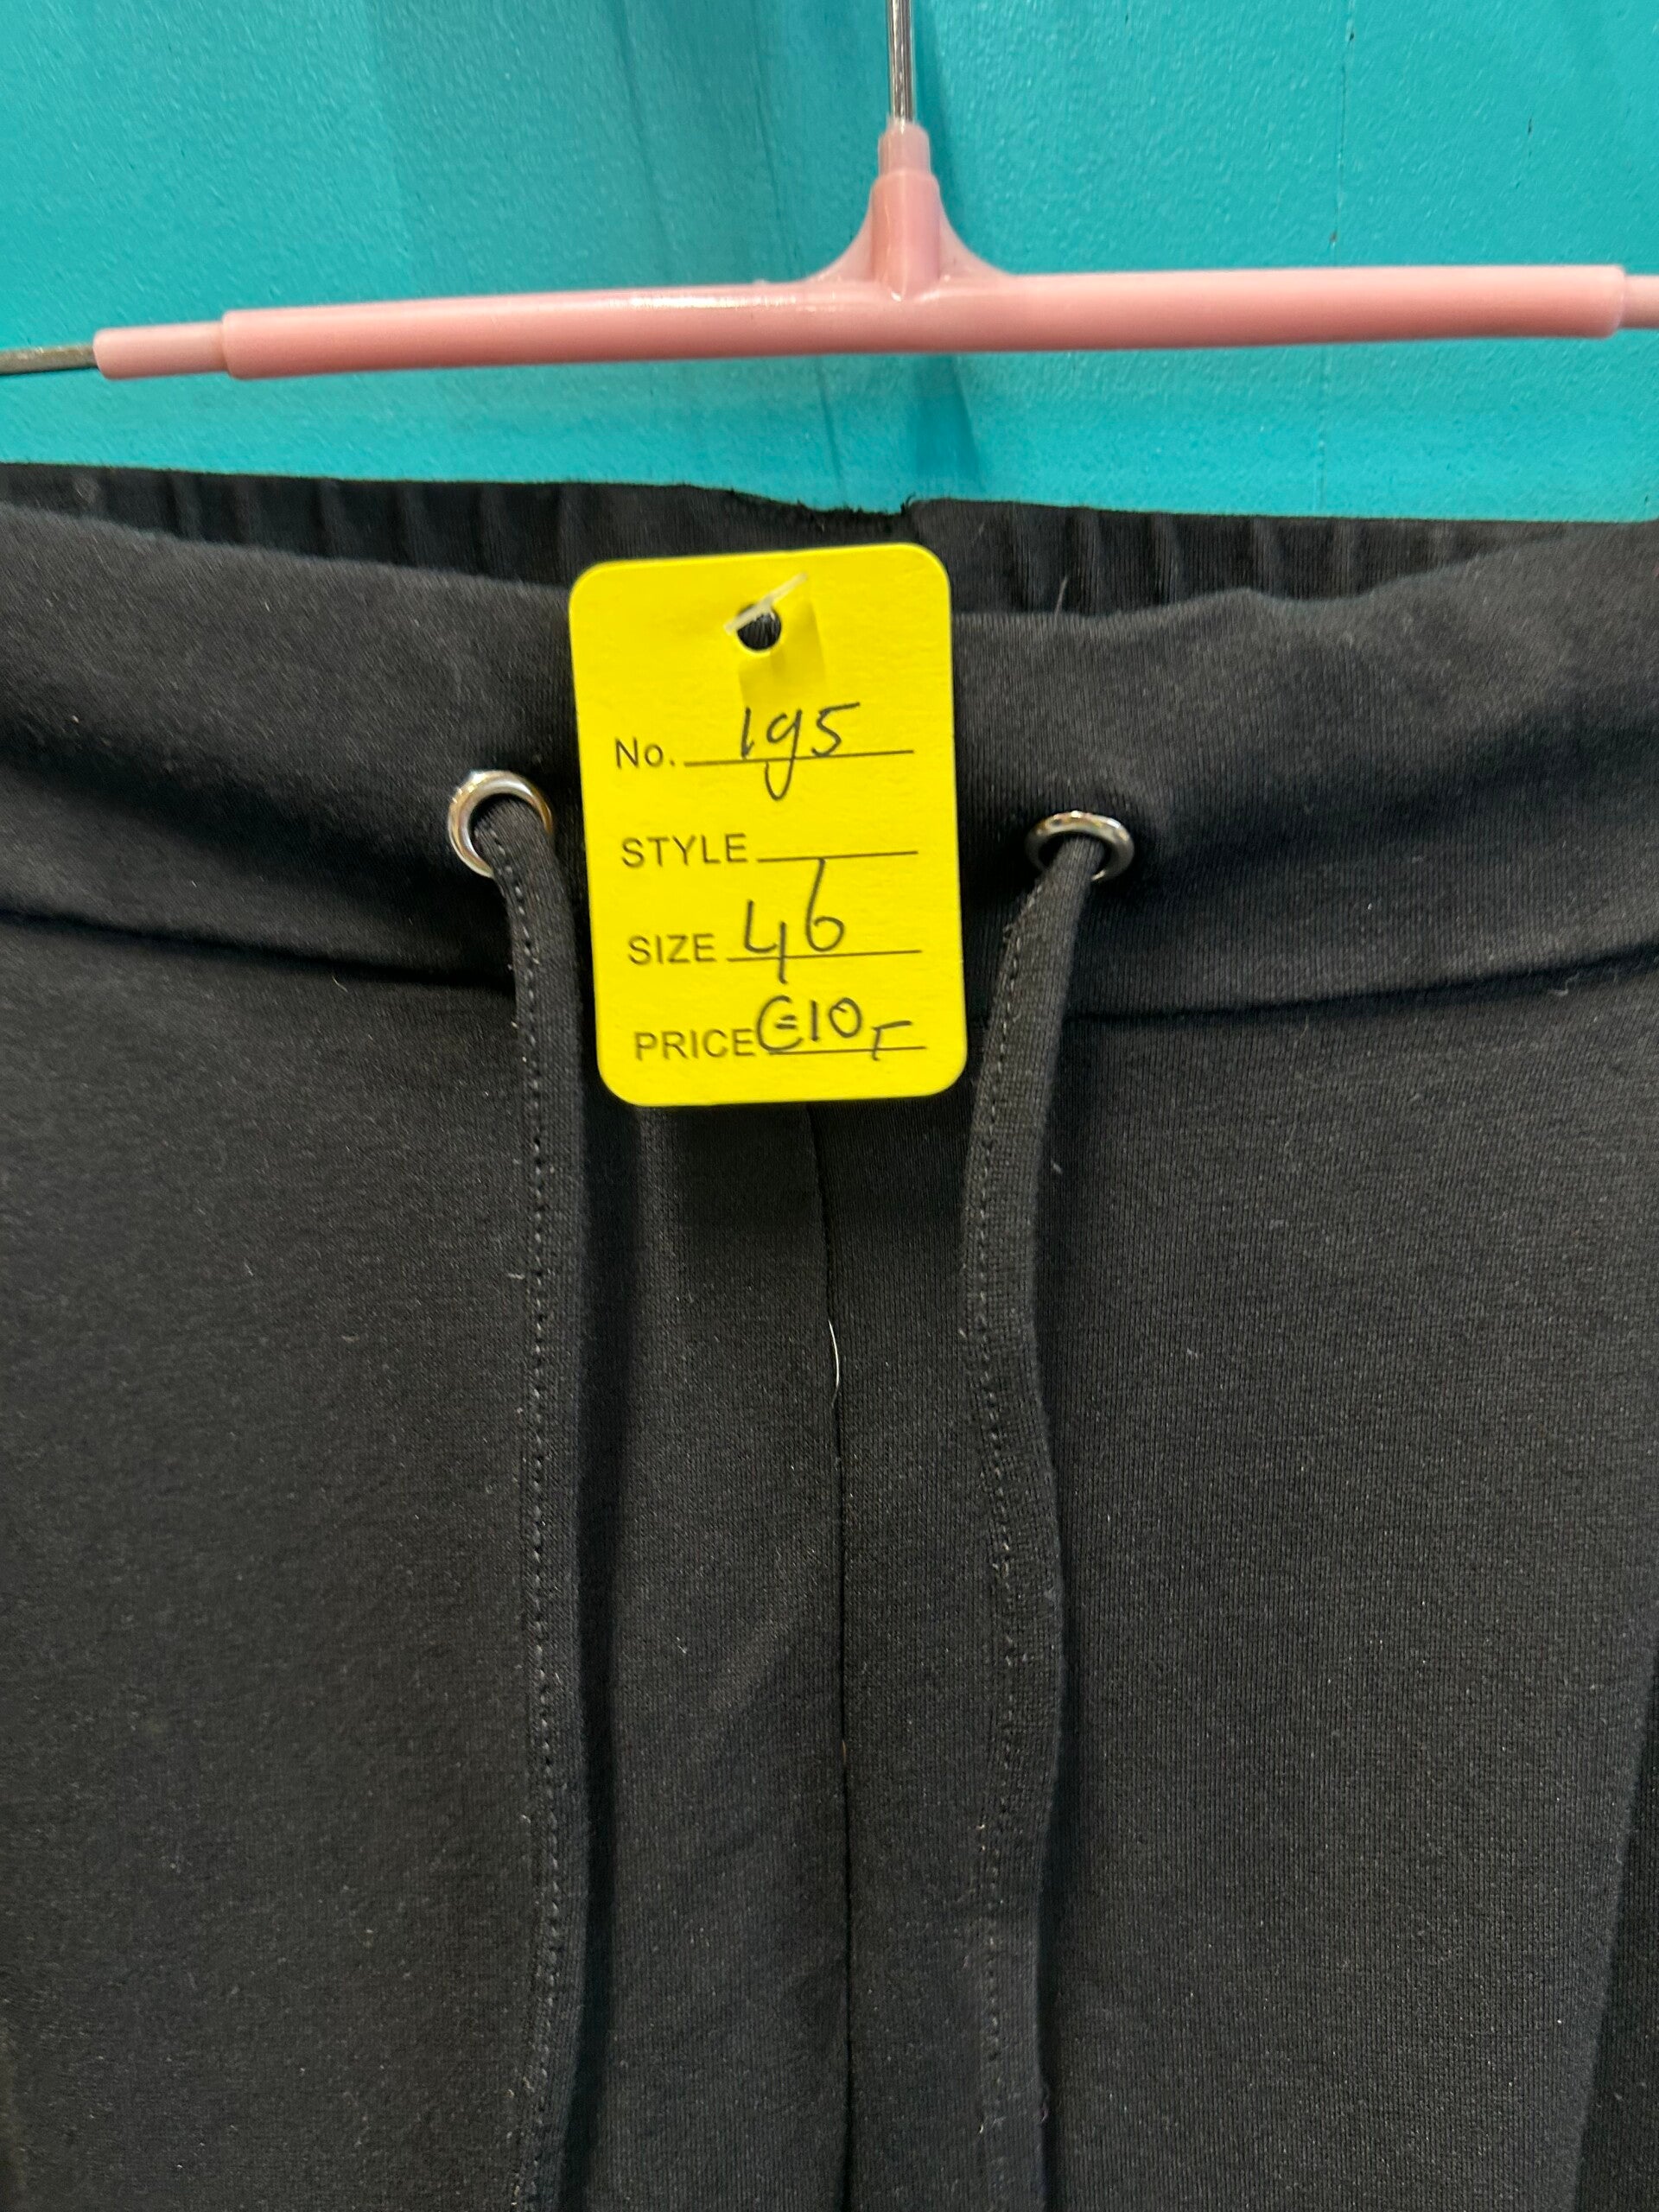 No. 195
STYLE
SIZE 46
PRICE €10,-